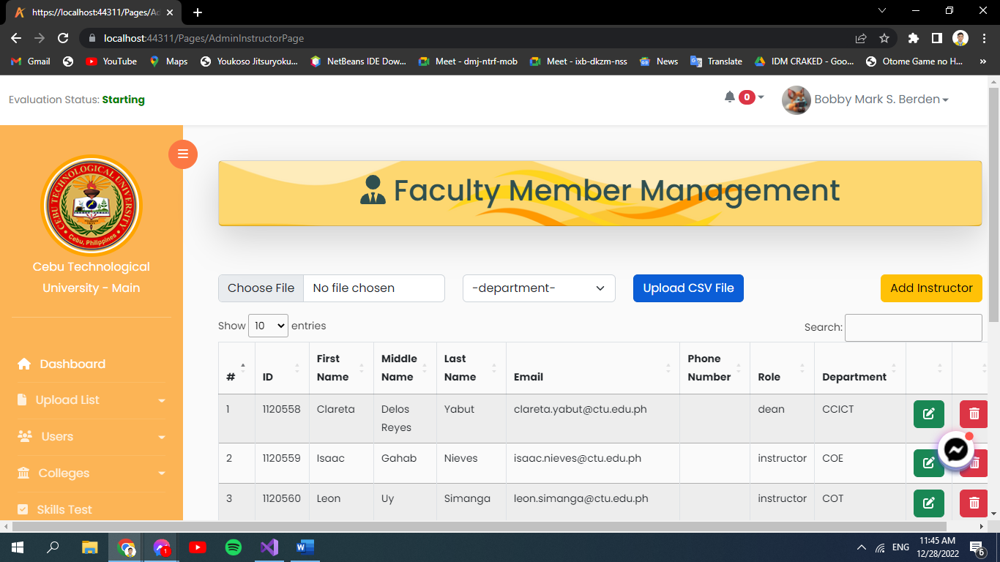 https://localhost:44311/Pages/Ad
localhost:44311/Pages/AdminInstructorPage
Gmail YouTube Maps Youkoso Jitsuryoku... NetBeans IDE Dow... Meet - dmj-ntrf-mob Meet - ixb-dkzm-nss News Translate IDM CRAKED - Goo... Otome Game no H... »
Evaluation Status: Starting
0
Bobby Mark S. Berden
CEBU TECHNOLOGICAL UNIVERSITY
Cebu, Philippines
Cebu Technological
University - Main
Dashboard
Upload List
Users
Colleges
Skills Test
Faculty Member Management
Choose File No file chosen -department- Upload CSV File Add Instructor
Show 10 entries Search:
# ID First Name Middle Name Last Name Email Phone Number Role Department
1 1120558 Clareta Delos Reyes Yabut clareta.yabut@ctu.edu.ph dean CCICT
2 1120559 Isaac Gahab Nieves isaac.nieves@ctu.edu.ph instructor COE
3 1120560 Leon Uy Simanga leon.simanga@ctu.edu.ph instructor COT
1
ENG
11:45 AM
12/28/2022
6